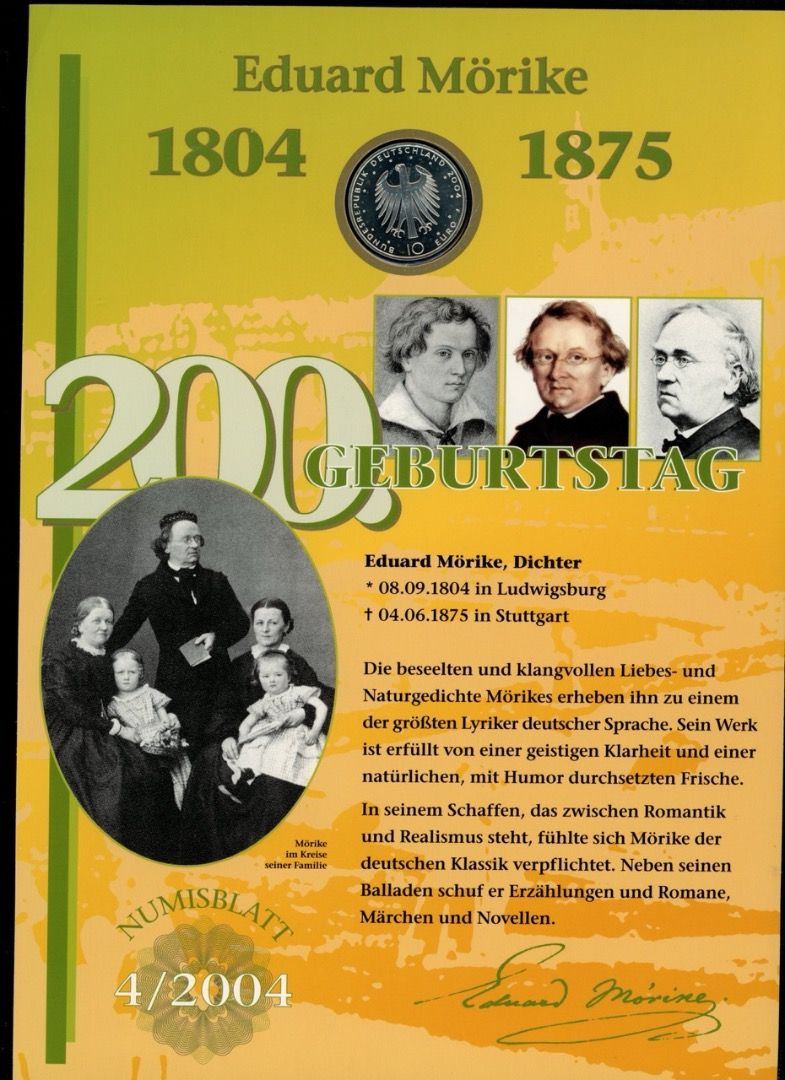 Eduard Mörike
1804 1875
BUNDESREPUBLIK DEUTSCHLAND 2004
10 EURO
200.
GEBURTSTAG
Eduard Mörike, Dichter
* 08.09.1804 in Ludwigsburg
† 04.06.1875 in Stuttgart
Die beseelten und klangvollen Liebes- und
Naturgedichte Mörikes erheben ihn zu einem
der größten Lyriker deutscher Sprache. Sein Werk
ist erfüllt von einer geistigen Klarheit und einer
natürlichen, mit Humor durchsetzten Frische.
In seinem Schaffen, das zwischen Romantik
und Realismus steht, fühlte sich Mörike der
deutschen Klassik verpflichtet. Neben seinen
Balladen schuf er Erzählungen und Romane,
Märchen und Novellen.
Mörike
im Kreise
seiner Familie
NUMISBLATT
4/2004
Eduard Mörike